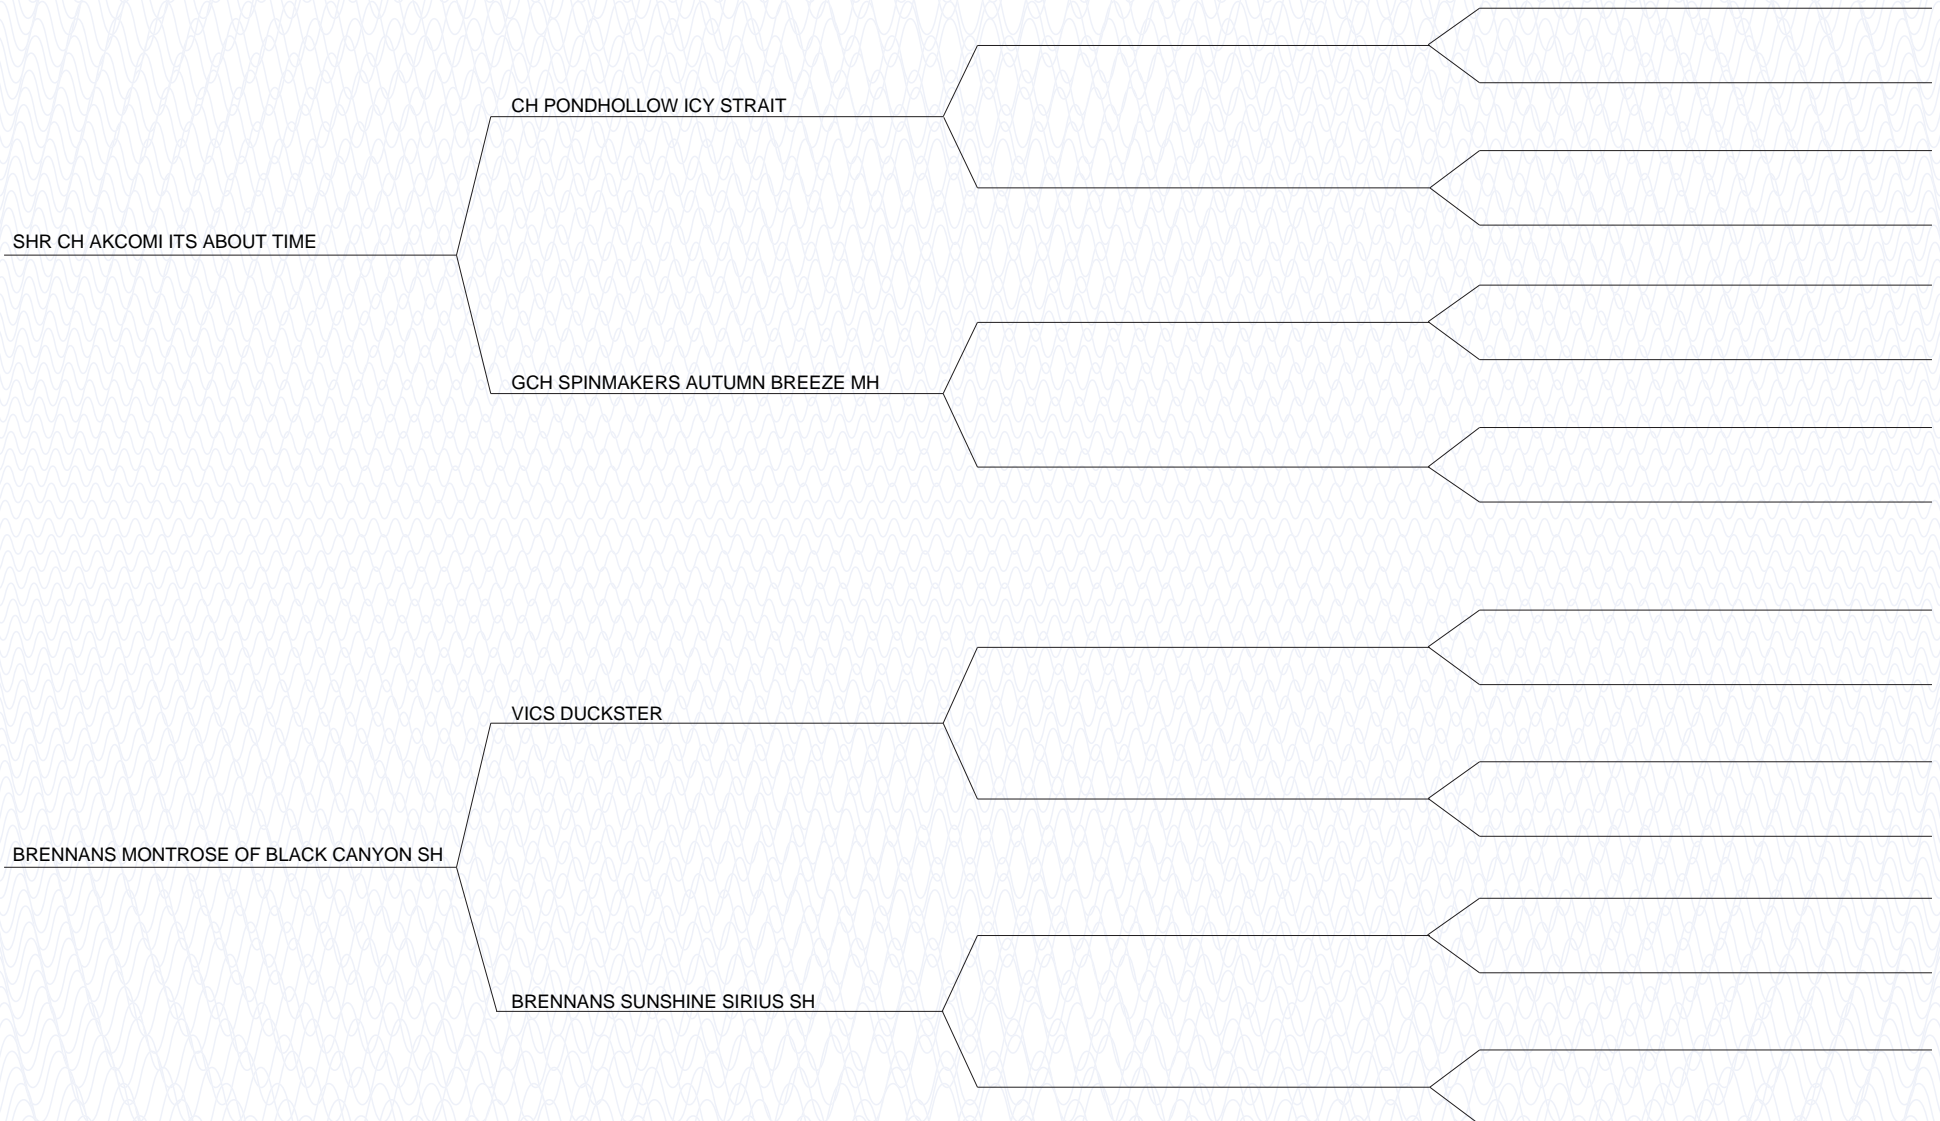 CH PONDHOLLOW ICY STRAIT
SHR CH AKCOMI ITS ABOUT TIME
GCH SPINMAKERS AUTUMN BREEZE MH
VICS DUCKSTER
BRENNANS MONTROSE OF BLACK CANYON SH
BRENNANS SUNSHINE SIRIUS SH